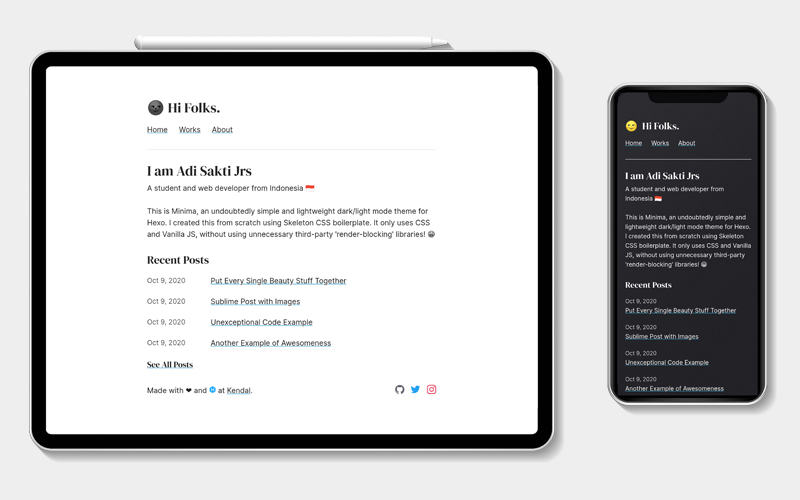 Hi Folks.
Home Works About
I am Adi Sakti Jrs
A student and web developer from Indonesia 🇮🇩
This is Minima, an undoubtedly simple and lightweight dark/light mode theme for
Hexo. I created this from scratch using Skeleton CSS boilerplate. It only uses CSS
and Vanilla JS, without using unnecessary third-party 'render-blocking' libraries! 😁
Recent Posts
Oct 9, 2020 Put Every Single Beauty Stuff Together
Oct 9, 2020 Sublime Post with Images
Oct 9, 2020 Unexceptional Code Example
Oct 9, 2020 Another Example of Awesomeness
See All Posts
Made with ❤ and at Kendal.
Hi Folks.
Home Works About
I am Adi Sakti Jrs
A student and web developer from
Indonesia 🇮🇩
This is Minima, an undoubtedly simple and
lightweight dark/light mode theme for Hexo.
I created this from scratch using Skeleton
CSS boilerplate. It only uses CSS and Vanilla
JS, without using unnecessary third-party
'render-blocking' libraries! 😁
Recent Posts
Oct 9, 2020
Put Every Single Beauty Stuff Together
Oct 9, 2020
Sublime Post with Images
Oct 9, 2020
Unexceptional Code Example
Oct 9, 2020
Another Example of Awesomeness